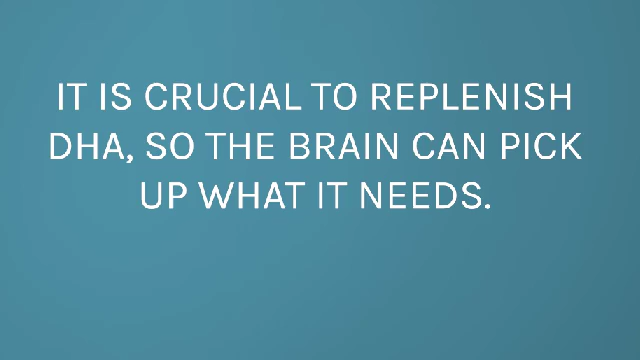 IT IS CRUCIAL TO REPLENISH
DHA, SO THE BRAIN CAN PICK
UP WHAT IT NEEDS.